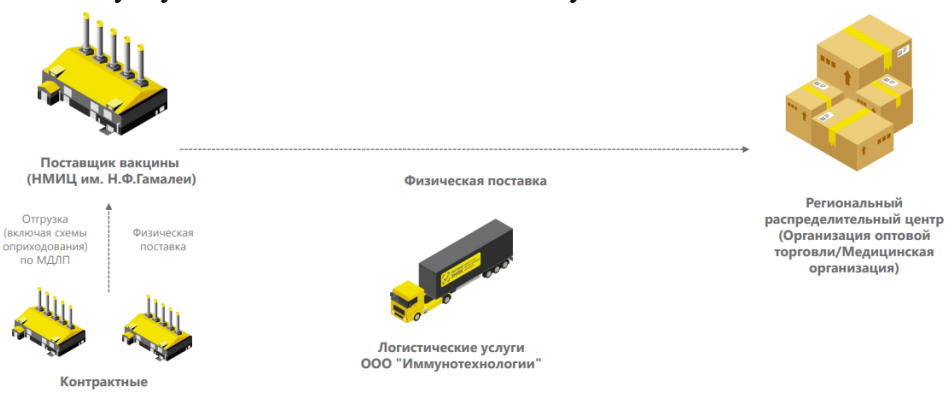 Поставщик вакцины
(НМИЦ им. Н.Ф.Гамалеи)
Физическая поставка
Региональный
распределительный центр
(Организация оптовой
торговли/Медицинская
организация)
Отгрузка
(включая схемы
оприходования)
по МДЛП
Физическая
поставка
Логистические услуги
ООО "Иммунотехнологии"
Контрактные